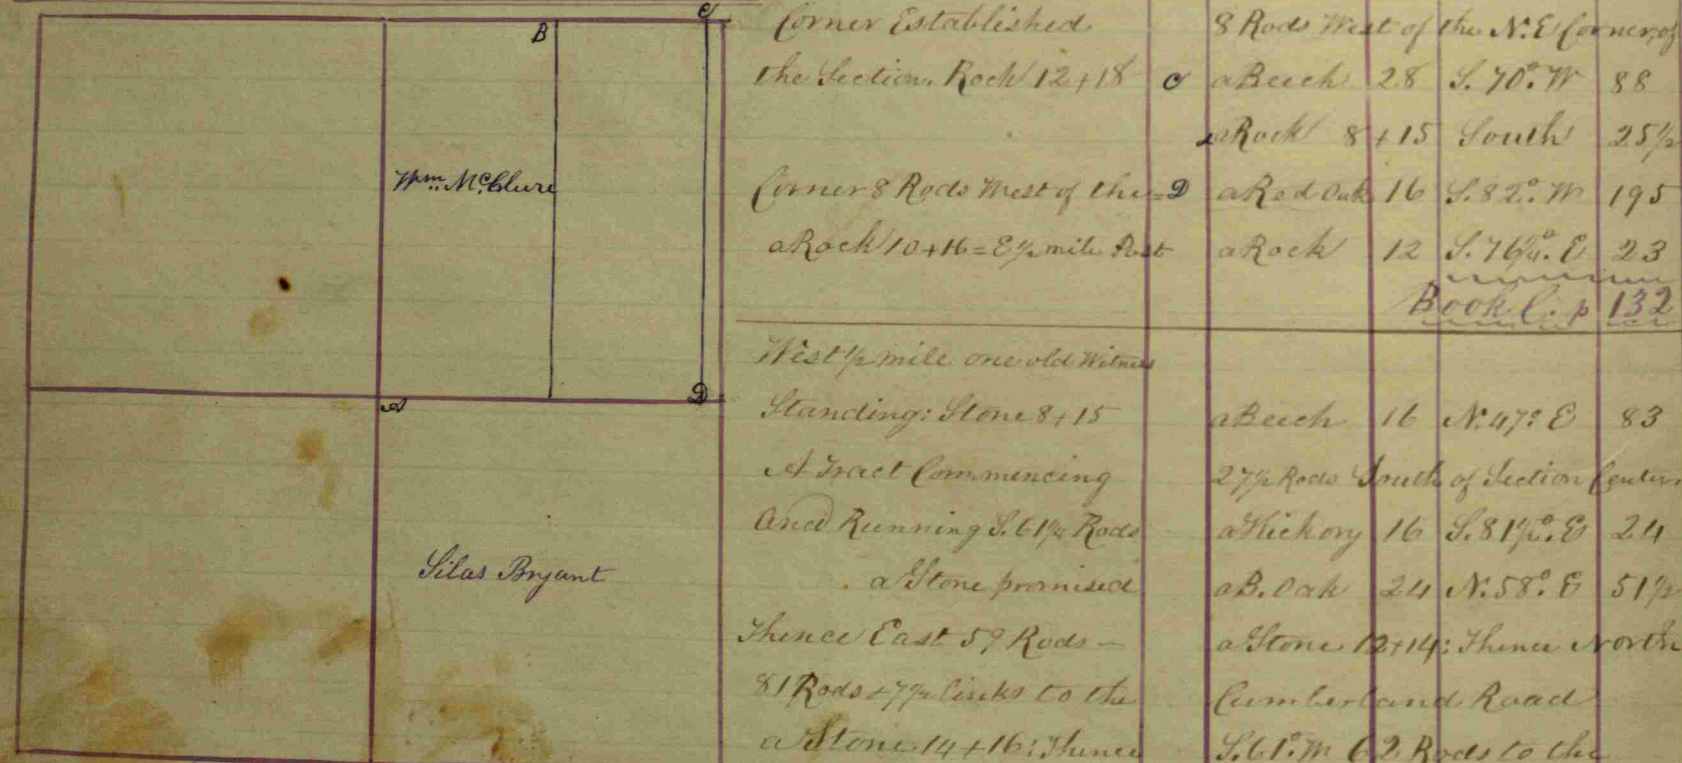 C
B
Wm. McClure
A
D
Silas Bryant
Corner Established 8 Rods West of the N.E Corner, of
the Section. Rock 12+18 C a Beech 28 S. 70°. W 88
a Rock 8+15 South 25½
Corner 8 Rods West of the = D a Red Oak 16 S. 82°. W 195
a Rock 10+16 = E ½ mile Post a Rock 12 S. 76¼°. E 23
Book C. p 132
West ½ mile one old Witness
Standing: Stone 8+15 a Beech 16 N. 47° E 83
A Tract Commencing 27½ Rods South of Section Center
And Running S. 61¼ Rods a Hickory 16 S. 81½°. E 24
a Stone promised a B. Oak 24 N. 58°. E 51½
Thence East 59 Rods — a Stone 12+14: Thence North
81 Rods + 7½ links to the Cumberland Road
a Stone 14+16: Thence S. 61°. W 62 Rods to the